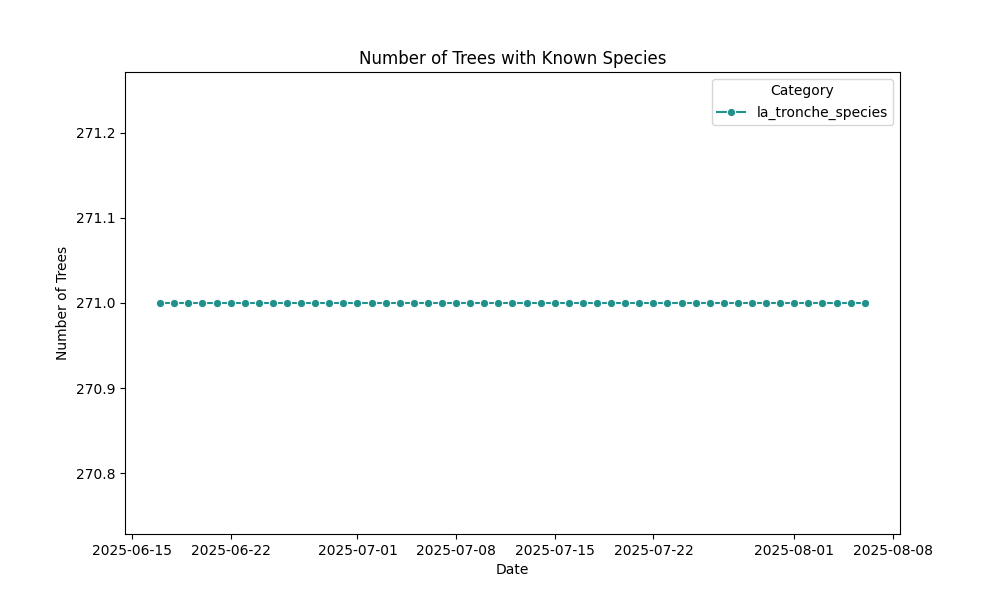 Number of Trees with Known Species
Category
la_tronche_species
Number of Trees
271.2
271.1
271.0
270.9
270.8
2025-06-15
2025-06-22
2025-07-01
2025-07-08
2025-07-15
2025-07-22
2025-08-01
2025-08-08
Date